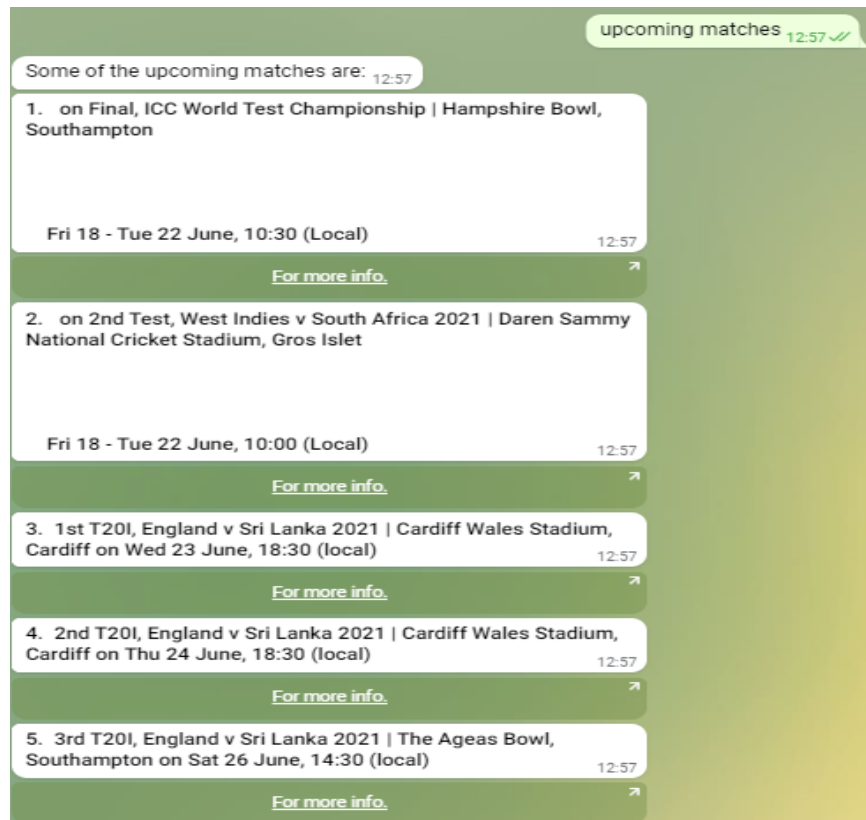 upcoming matches 12:57
Some of the upcoming matches are: 12:57
1. on Final, ICC World Test Championship | Hampshire Bowl,
Southampton
Fri 18 - Tue 22 June, 10:30 (Local)
12:57
For more info.
2. on 2nd Test, West Indies v South Africa 2021 | Daren Sammy
National Cricket Stadium, Gros Islet
Fri 18 - Tue 22 June, 10:00 (Local)
12:57
For more info.
3. 1st T20I, England v Sri Lanka 2021 | Cardiff Wales Stadium,
Cardiff on Wed 23 June, 18:30 (local)
12:57
For more info.
4. 2nd T20I, England v Sri Lanka 2021 | Cardiff Wales Stadium,
Cardiff on Thu 24 June, 18:30 (local)
12:57
For more info.
5. 3rd T20I, England v Sri Lanka 2021 | The Ageas Bowl,
Southampton on Sat 26 June, 14:30 (local)
12:57
For more info.